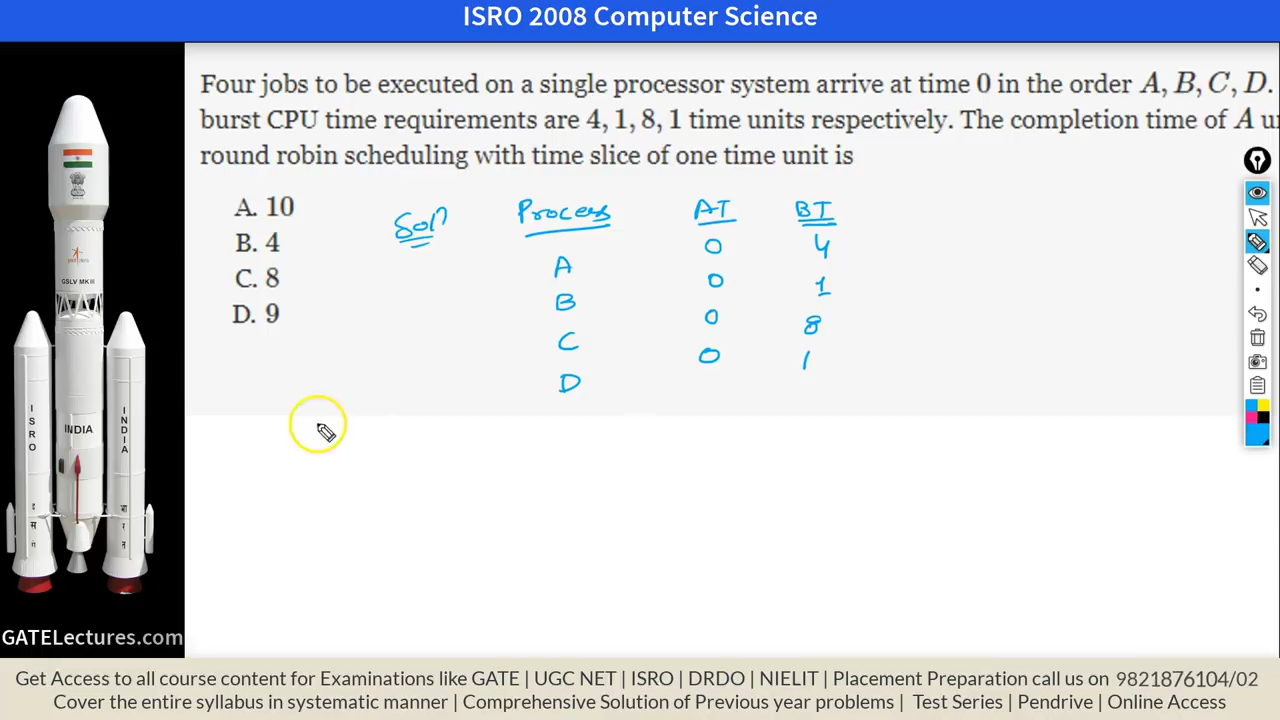 ISRO 2008 Computer Science
Four jobs to be executed on a single processor system arrive at time 0 in the order A, B, C, D.
burst CPU time requirements are 4, 1, 8, 1 time units respectively. The completion time of A u
round robin scheduling with time slice of one time unit is
A. 10
B. 4
C. 8
D. 9
Soln
Process AT BT
A 0 4
B 0 1
C 0 8
D 0 1
GSLV MK III
ISRO
INDIA
INDIA
GATELectures.com
Get Access to all course content for Examinations like GATE | UGC NET | ISRO | DRDO | NIELIT | Placement Preparation call us on 9821876104/02
Cover the entire syllabus in systematic manner | Comprehensive Solution of Previous year problems | Test Series | Pendrive | Online Access